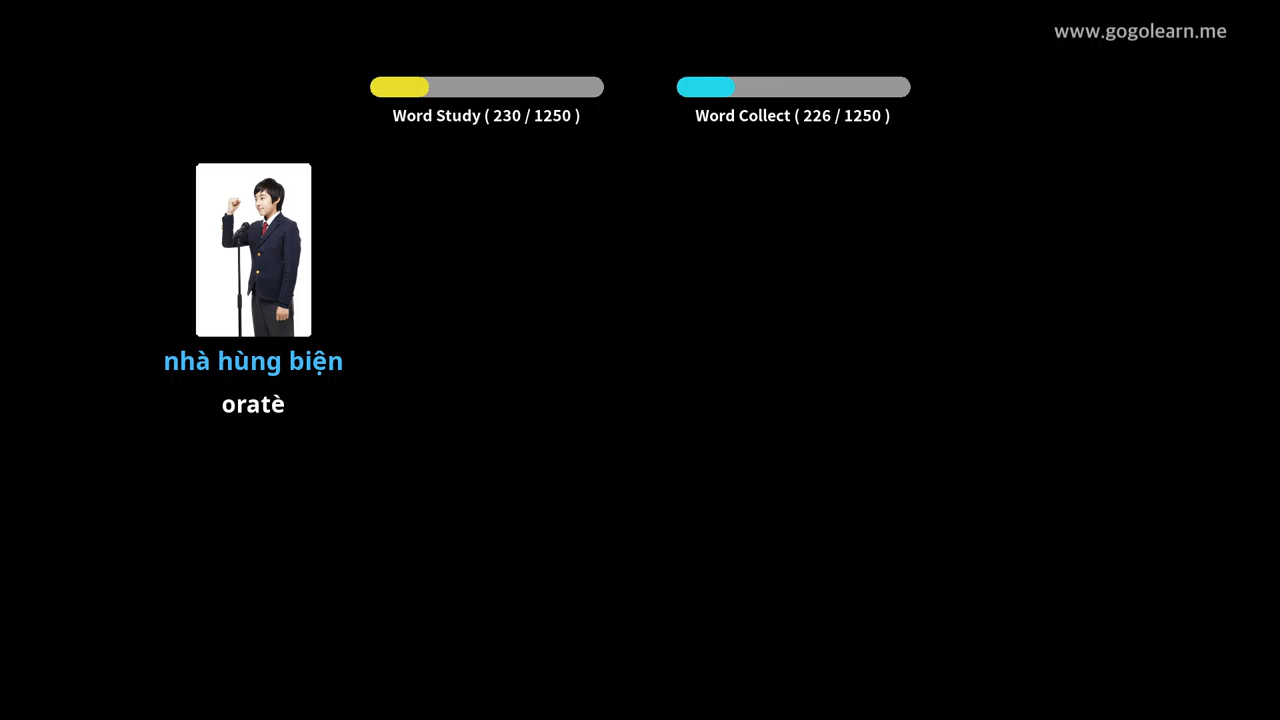 www.gogolearn.me
Word Study ( 230 / 1250 )
Word Collect ( 226 / 1250 )
nhà hùng biện
oratè